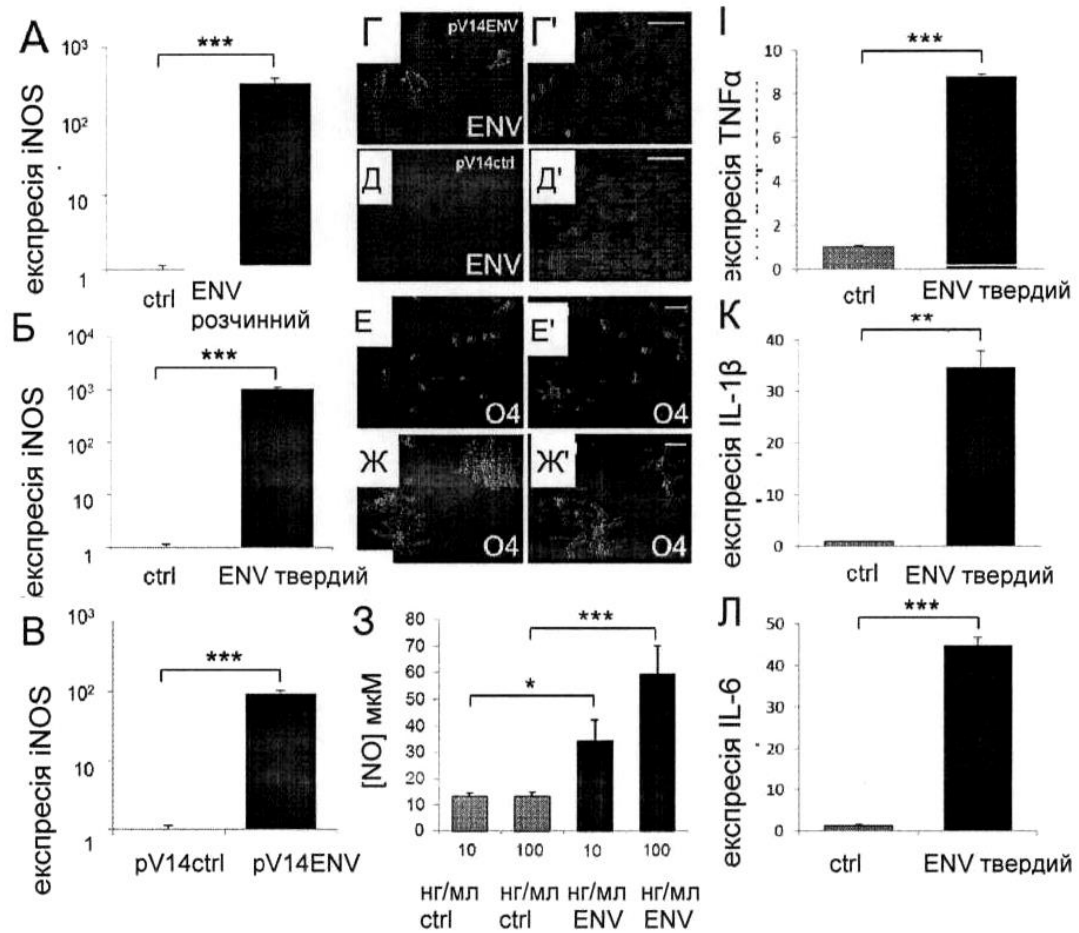 А
экспресія iNOS
10³
10²
10
1
***
ctrl
ENV
розчинний
Б
експресія iNOS
10⁴
10³
10²
10
1
***
ctrl
ENV твердий
В
експресія iNOS
10³
10²
10
1
***
pV14ctrl
pV14ENV
Г
pV14ENV
ENV
Г'
Д
pV14ctrl
ENV
Д'
Е
O4
Е'
O4
Ж
O4
Ж'
O4
З
[NO] мкМ
80
70
60
50
40
30
20
10
0
*
***
10
100
10
100
нг/мл нг/мл нг/мл нг/мл
ctrl ctrl ENV ENV
І
експресія TNFα
10
8
6
4
2
0
***
ctrl
ENV твердий
К
експресія IL-1β
40
30
20
10
0
**
ctrl
ENV твердий
Л
експресія IL-6
50
40
30
20
10
0
***
ctrl
ENV твердий